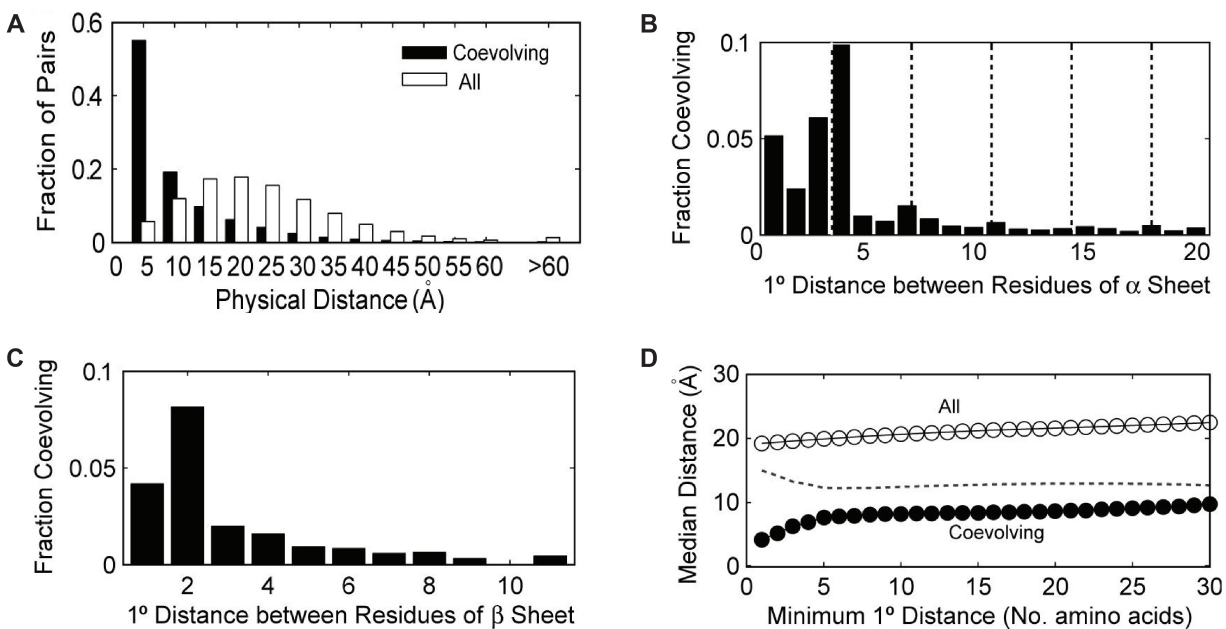 A
Fraction of Pairs
0.6
0.4
0.2
0
Coevolving
All
0 5 10 15 20 25 30 35 40 45 50 55 60 >60
Physical Distance (Å)
B
Fraction Coevolving
0.1
0.05
0
0 5 10 15 20
1º Distance between Residues of α Sheet
C
Fraction Coevolving
0.1
0.05
0
2 4 6 8 10
1º Distance between Residues of β Sheet
D
Median Distance (Å)
30
20
10
0
All
Coevolving
0 5 10 15 20 25 30
Minimum 1º Distance (No. amino acids)